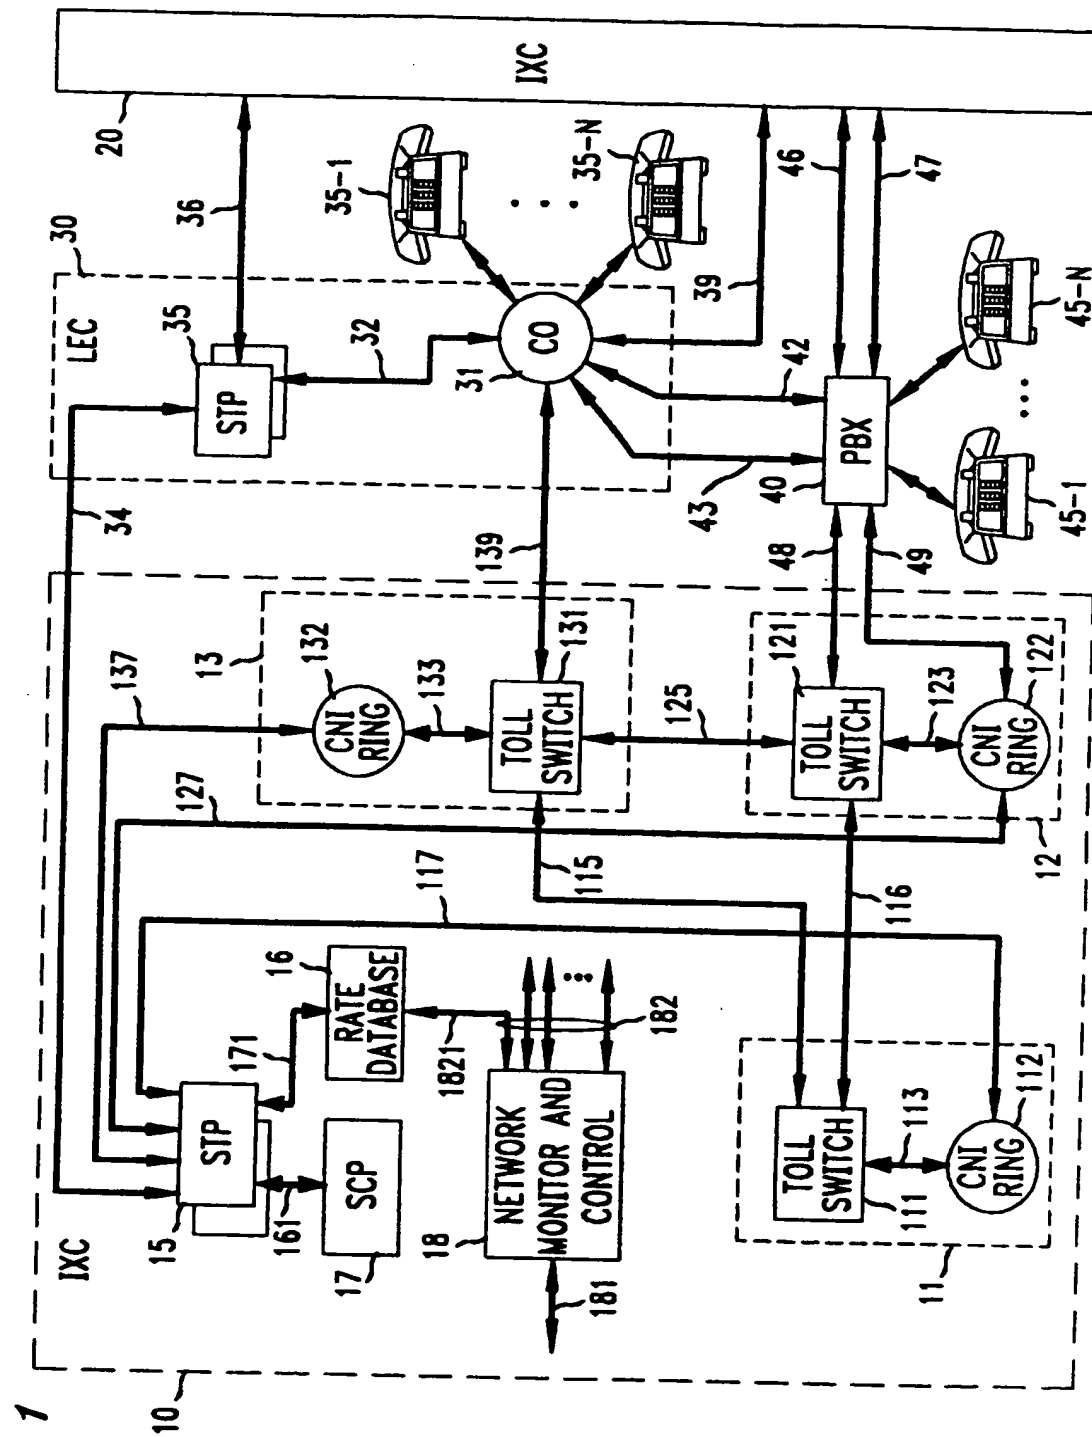 1
10
IXC
15
STP
161
SCP
17
171
16
RATE
DATABASE
1821
182
NETWORK
MONITOR AND
CONTROL
18
181
TOLL
SWITCH
111
113
CNI
RING
112
11
117
127
137
115
116
13
132
CNI
RING
133
TOLL
SWITCH
131
125
121
TOLL
SWITCH
123
CNI
RING
122
12
34
139
48
49
30
LEC
35
STP
32
36
CO
31
35-1
35-N
39
42
43
PBX
40
45-1
45-N
46
47
20
IXC